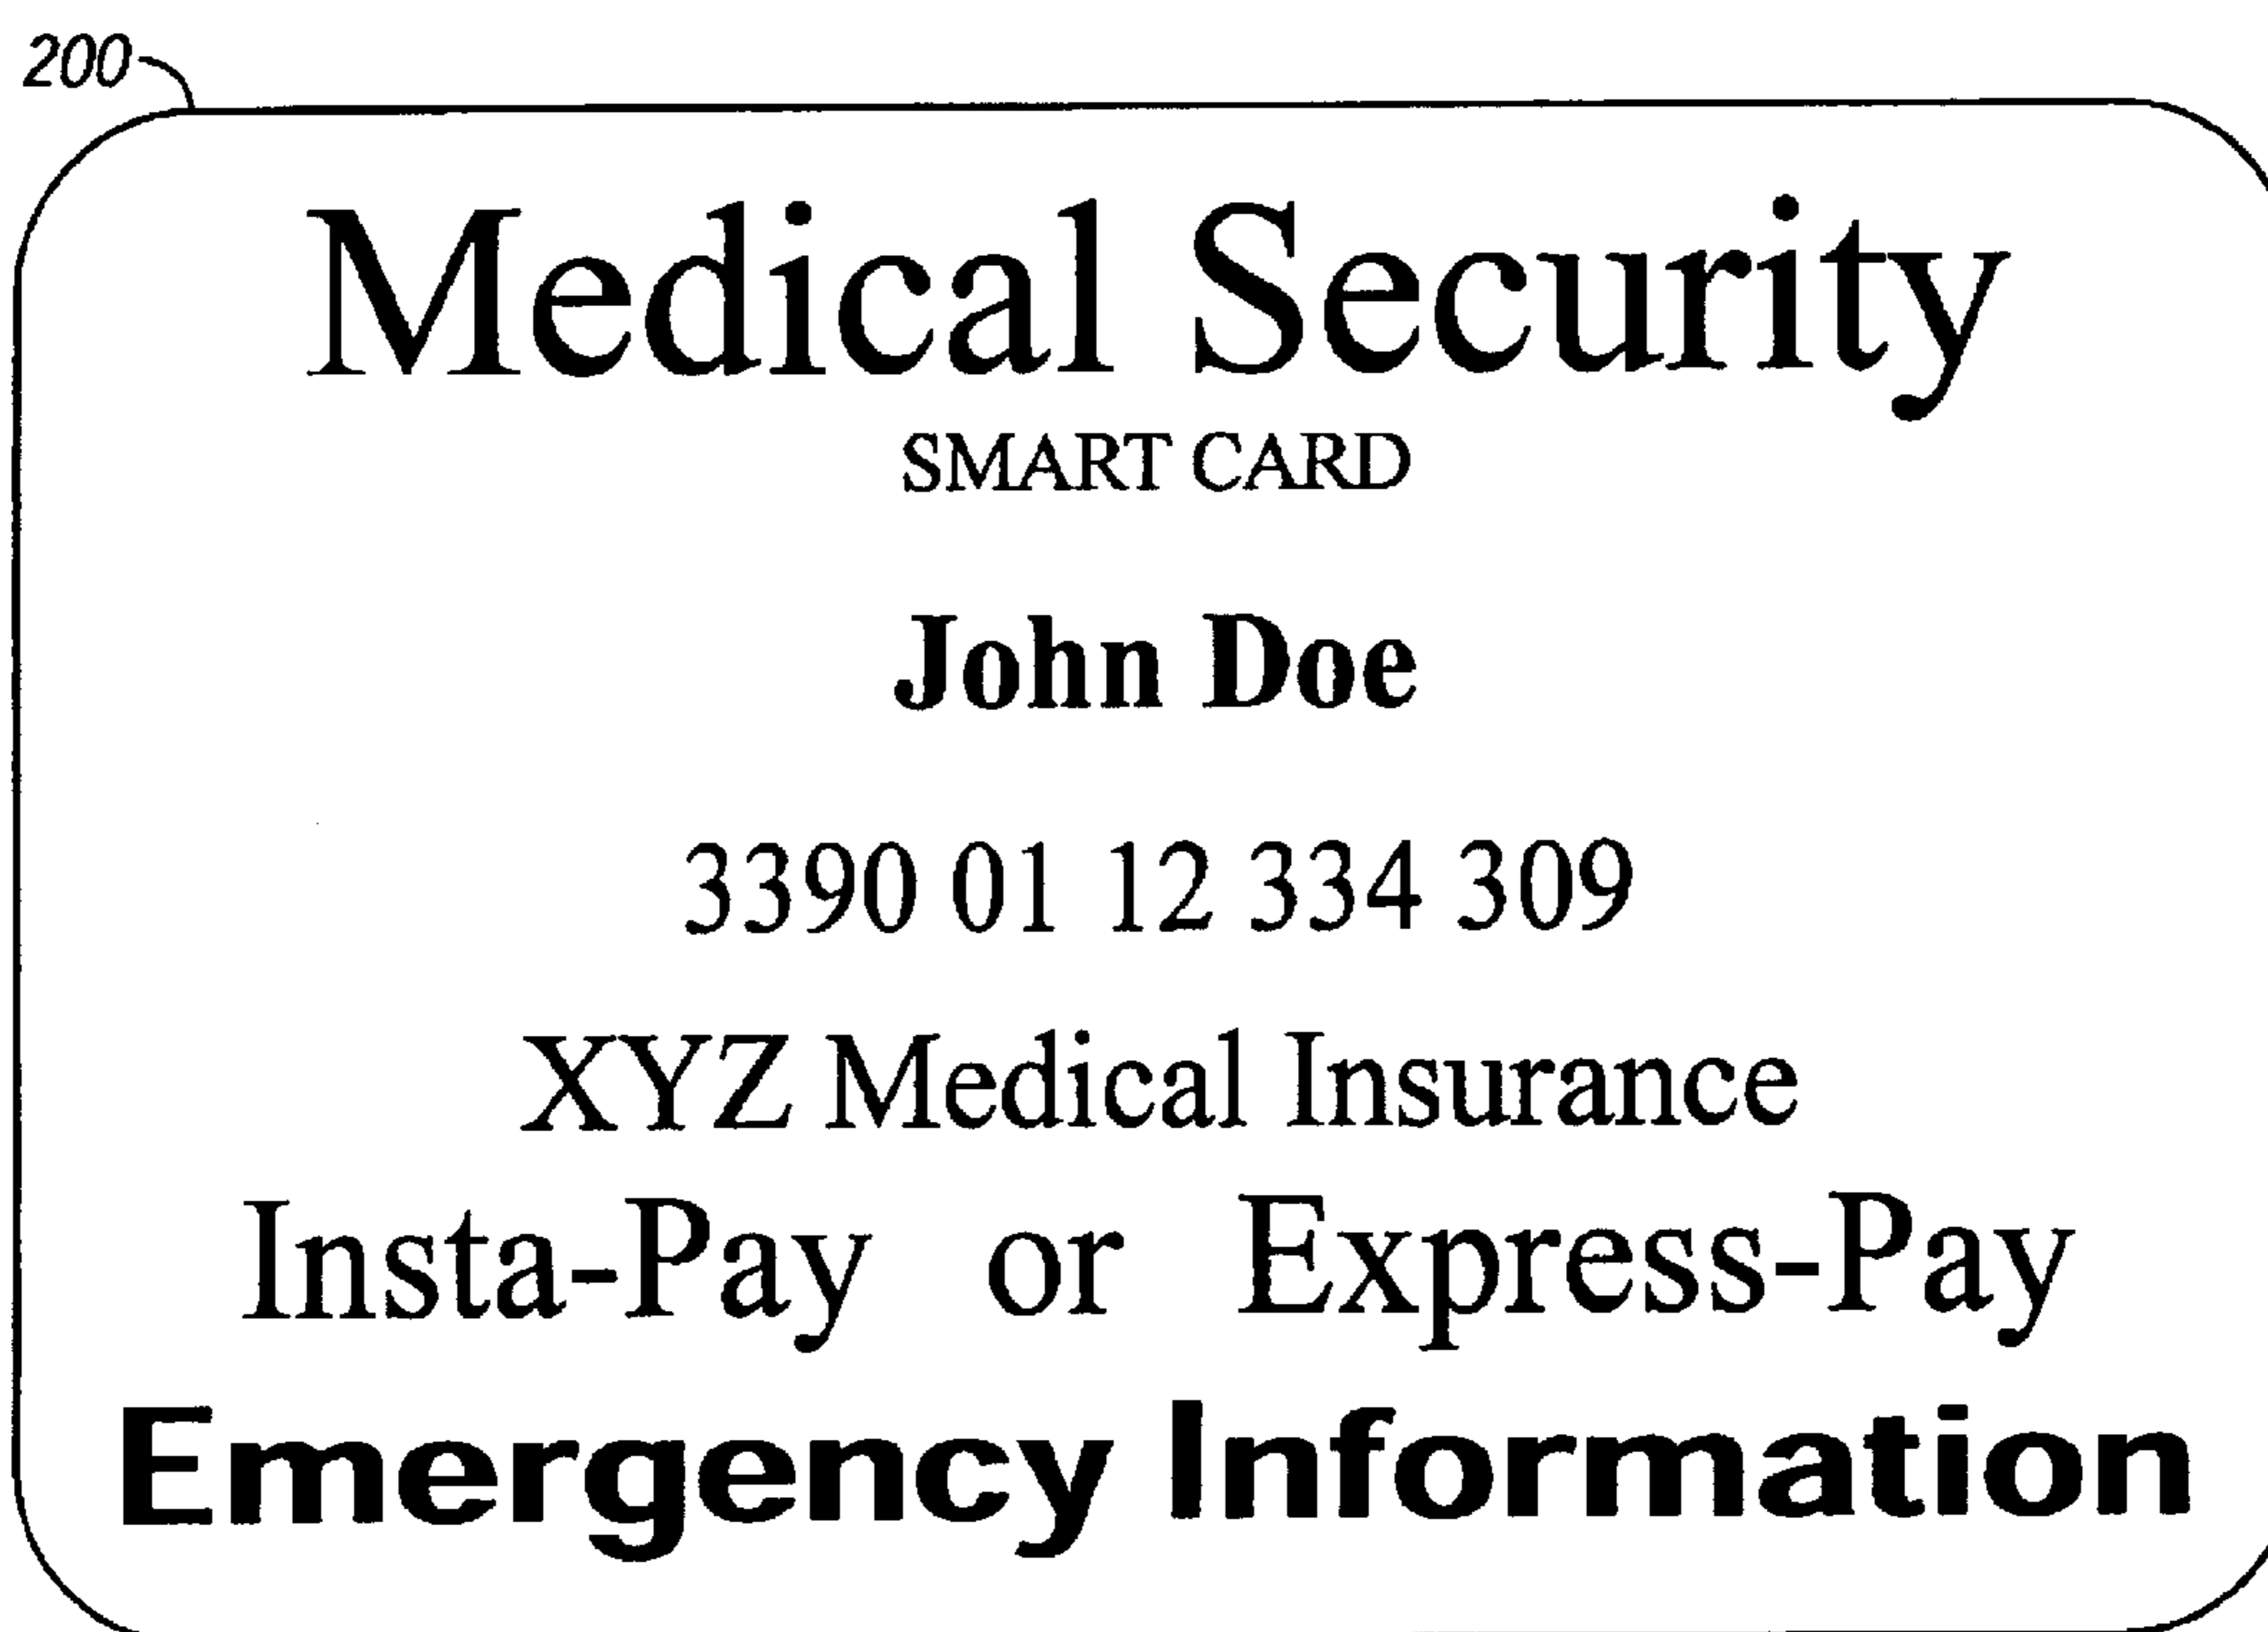 200
Medical Security
SMART CARD
John Doe
3390 01 12 334 309
XYZ Medical Insurance
Insta-Pay or Express-Pay
Emergency Information